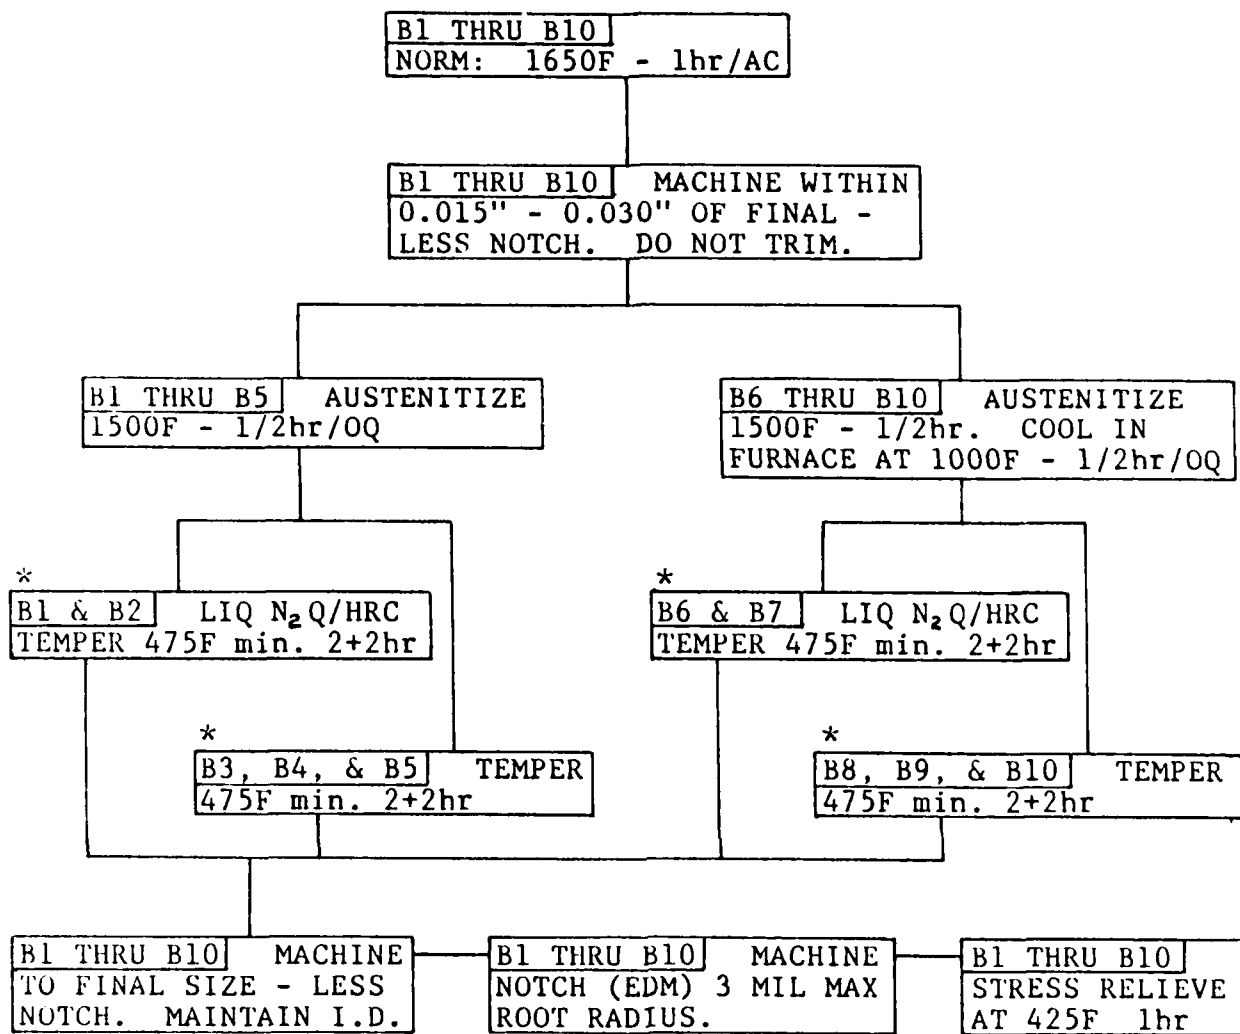 B1 THRU B10
NORM: 1650F - 1hr/AC
B1 THRU B10 MACHINE WITHIN
0.015" - 0.030" OF FINAL -
LESS NOTCH. DO NOT TRIM.
B1 THRU B5 AUSTENITIZE
1500F - 1/2hr/OQ
B6 THRU B10 AUSTENITIZE
1500F - 1/2hr. COOL IN
FURNACE AT 1000F - 1/2hr/OQ
*
B1 & B2 LIQ N₂Q/HRC
TEMPER 475F min. 2+2hr
*
B6 & B7 LIQ N₂Q/HRC
TEMPER 475F min. 2+2hr
*
B3, B4, & B5 TEMPER
475F min. 2+2hr
*
B8, B9, & B10 TEMPER
475F min. 2+2hr
B1 THRU B10 MACHINE
TO FINAL SIZE - LESS
NOTCH. MAINTAIN I.D.
B1 THRU B10 MACHINE
NOTCH (EDM) 3 MIL MAX
ROOT RADIUS.
B1 THRU B10
STRESS RELIEVE
AT 425F 1hr